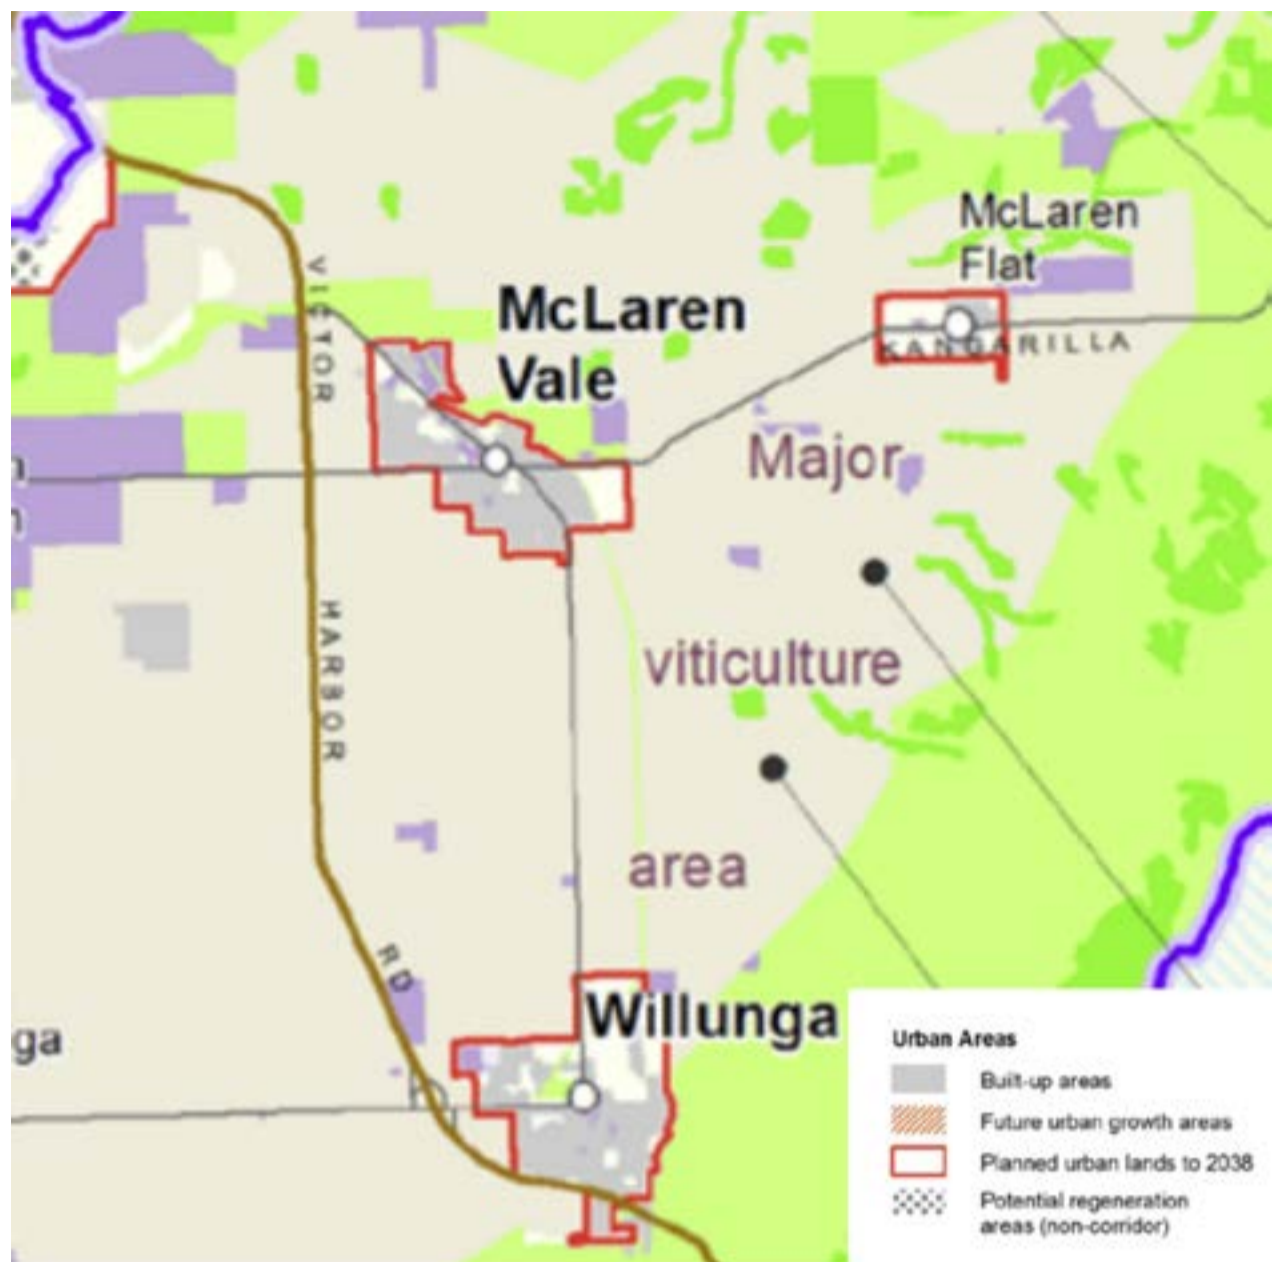 McLaren
Flat
VICTOR
McLaren
Vale
KANGARILLA
Major
HARBOR
viticulture
area
RD
Willunga
ga
Urban Areas
Built-up areas
Future urban growth areas
Planned urban lands to 2038
Potential regeneration
areas (non-corridor)